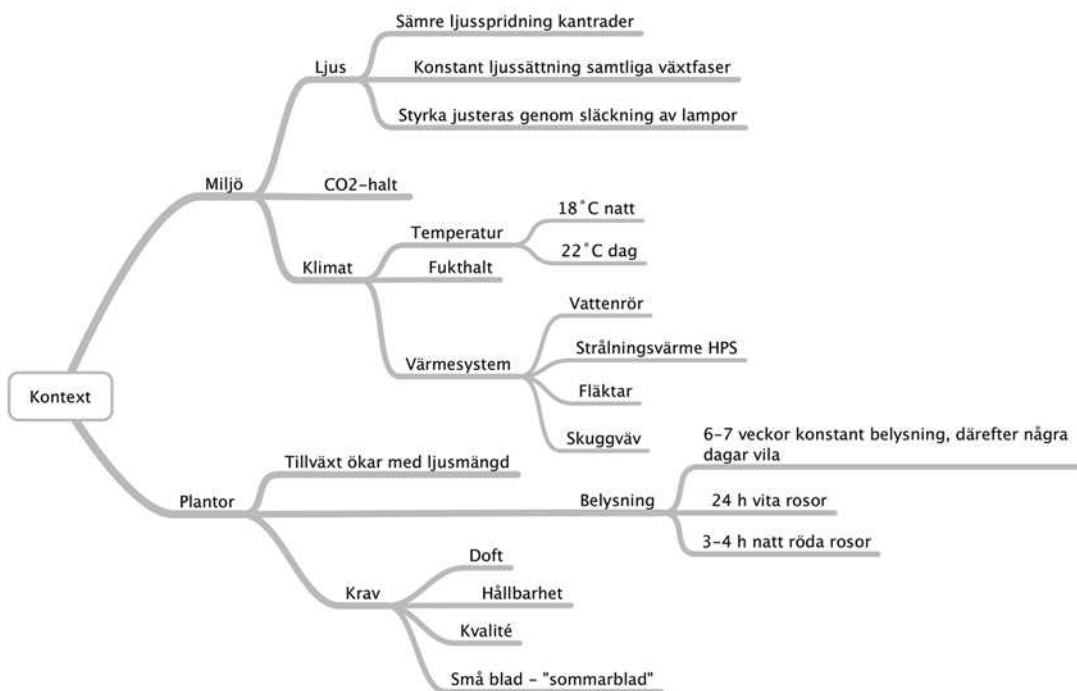 Sämre ljusspridning kantrader
Ljus
Konstant ljussättning samtliga växtfaser
Styrka justeras genom släckning av lampor
Miljö
CO2-halt
18°C natt
Temperatur
22°C dag
Klimat
Fukthalt
Vattenrör
Strålningsvärme HPS
Värmesystem
Fläktar
Kontext
Skuggväv
6-7 veckor konstant belysning, därefter några
dagar vila
Tillväxt ökar med ljusmängd
Plantor
Belysning
24 h vita rosor
3-4 h natt röda rosor
Doft
Krav
Hållbarhet
Kvalité
Små blad - "sommarblad"